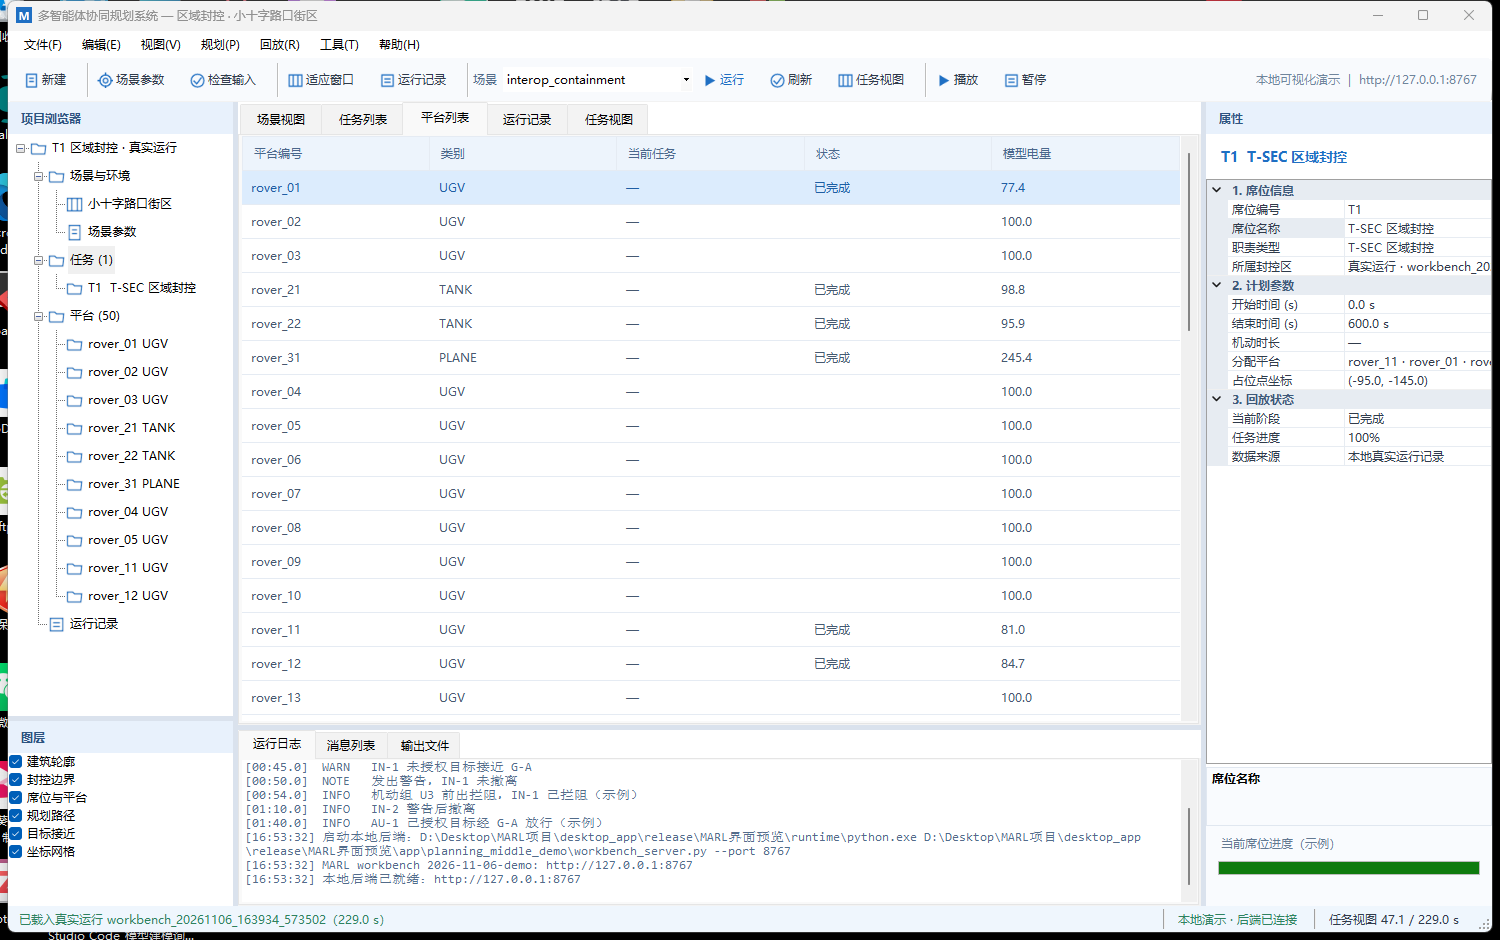 多智能体协同规划系统 — 区域封控 · 小十字路口街区
文件(F) 编辑(E) 视图(V) 规划(P) 回放(R) 工具(T) 帮助(H)
新建 场景参数 检查输入 适应窗口 运行记录 场景 interop_containment 运行 刷新 任务视图 播放 暂停 本地可视化演示 | http://127.0.0.1:8767
项目浏览器
T1 区域封控 · 真实运行
场景与环境
小十字路口街区
场景参数
任务 (1)
T1 T-SEC 区域封控
平台 (50)
rover_01 UGV
rover_02 UGV
rover_03 UGV
rover_21 TANK
rover_22 TANK
rover_31 PLANE
rover_04 UGV
rover_05 UGV
rover_11 UGV
rover_12 UGV
运行记录
图层
建筑轮廓
封控边界
席位与平台
规划路径
目标接近
坐标网格
场景视图 任务列表 平台列表 运行记录 任务视图
平台编号 类别 当前任务 状态 模型电量
rover_01 UGV — 已完成 77.4
rover_02 UGV — 100.0
rover_03 UGV — 100.0
rover_21 TANK — 已完成 98.8
rover_22 TANK — 已完成 95.9
rover_31 PLANE — 已完成 245.4
rover_04 UGV — 100.0
rover_05 UGV — 100.0
rover_06 UGV — 100.0
rover_07 UGV — 100.0
rover_08 UGV — 100.0
rover_09 UGV — 100.0
rover_10 UGV — 100.0
rover_11 UGV — 已完成 81.0
rover_12 UGV — 已完成 84.7
rover_13 UGV — 100.0
运行日志 消息列表 输出文件
[00:45.0] WARN IN-1 未授权目标接近 G-A
[00:50.0] NOTE 发出警告，IN-1 未撤离
[00:54.0] INFO 机动组 U3 前出拦阻，IN-1 已拦阻（示例）
[01:10.0] INFO IN-2 警告后撤离
[01:40.0] INFO AU-1 已授权目标经 G-A 放行（示例）
[16:53:32] 启动本地后端：D:\Desktop\MARL项目\desktop_app\release\MARL界面预览\runtime\python.exe D:\Desktop\MARL项目\desktop_app
\release\MARL界面预览\app\planning_middle_demo\workbench_server.py --port 8767
[16:53:32] MARL workbench 2026-11-06-demo: http://127.0.0.1:8767
[16:53:32] 本地后端已就绪：http://127.0.0.1:8767
属性
T1 T-SEC 区域封控
1. 席位信息
席位编号 T1
席位名称 T-SEC 区域封控
职责类型 T-SEC 区域封控
所属封控区 真实运行 · workbench_20
2. 计划参数
开始时间 (s) 0.0 s
结束时间 (s) 600.0 s
机动时长 —
分配平台 rover_11 · rover_01 · rov
占位点坐标 (-95.0, -145.0)
3. 回放状态
当前阶段 已完成
任务进度 100%
数据来源 本地真实运行记录
席位名称
当前席位进度（示例）
已载入真实运行 workbench_20261106_163934_573502（229.0 s） 本地演示 · 后端已连接 任务视图 47.1 / 229.0 s